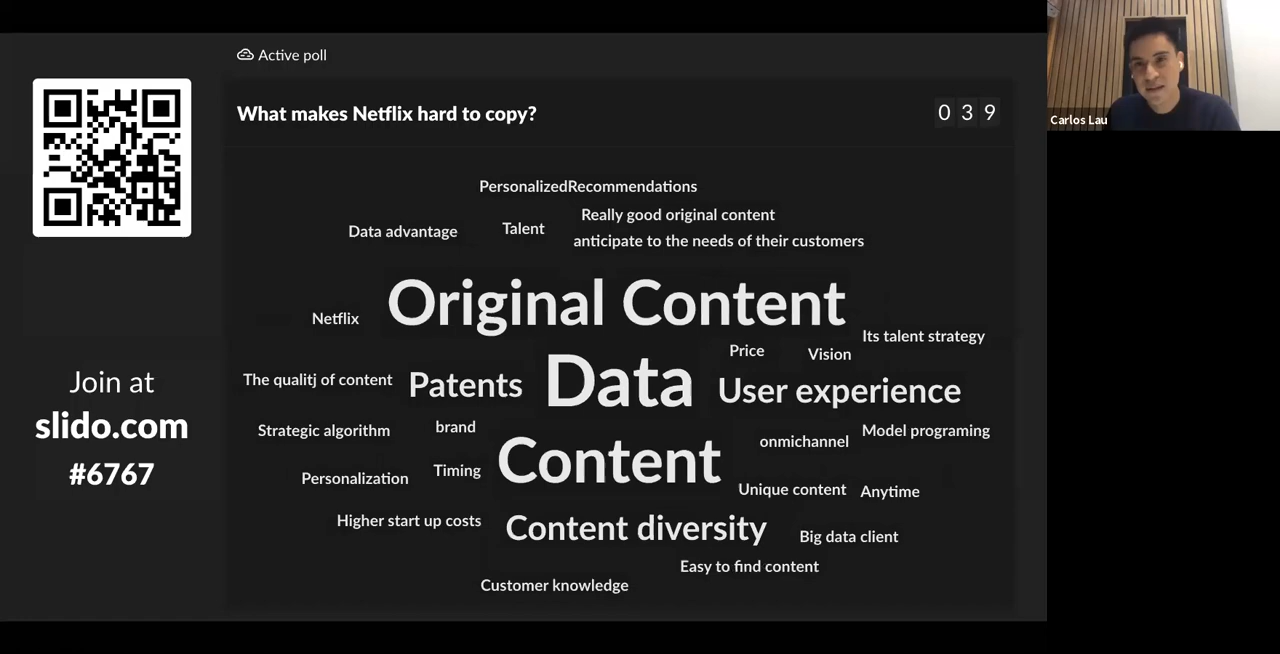 Active poll
What makes Netflix hard to copy?
039
Carlos Lau
PersonalizedRecommendations
Really good original content
Data advantage
Talent
anticipate to the needs of their customers
Original Content
Netflix
Its talent strategy
Price
Vision
The qualitj of content
Patents
Data
User experience
Strategic algorithm
brand
onmichannel
Model programing
Personalization
Timing
Content
Unique content
Anytime
Higher start up costs
Content diversity
Big data client
Easy to find content
Customer knowledge
Join at
slido.com
#6767